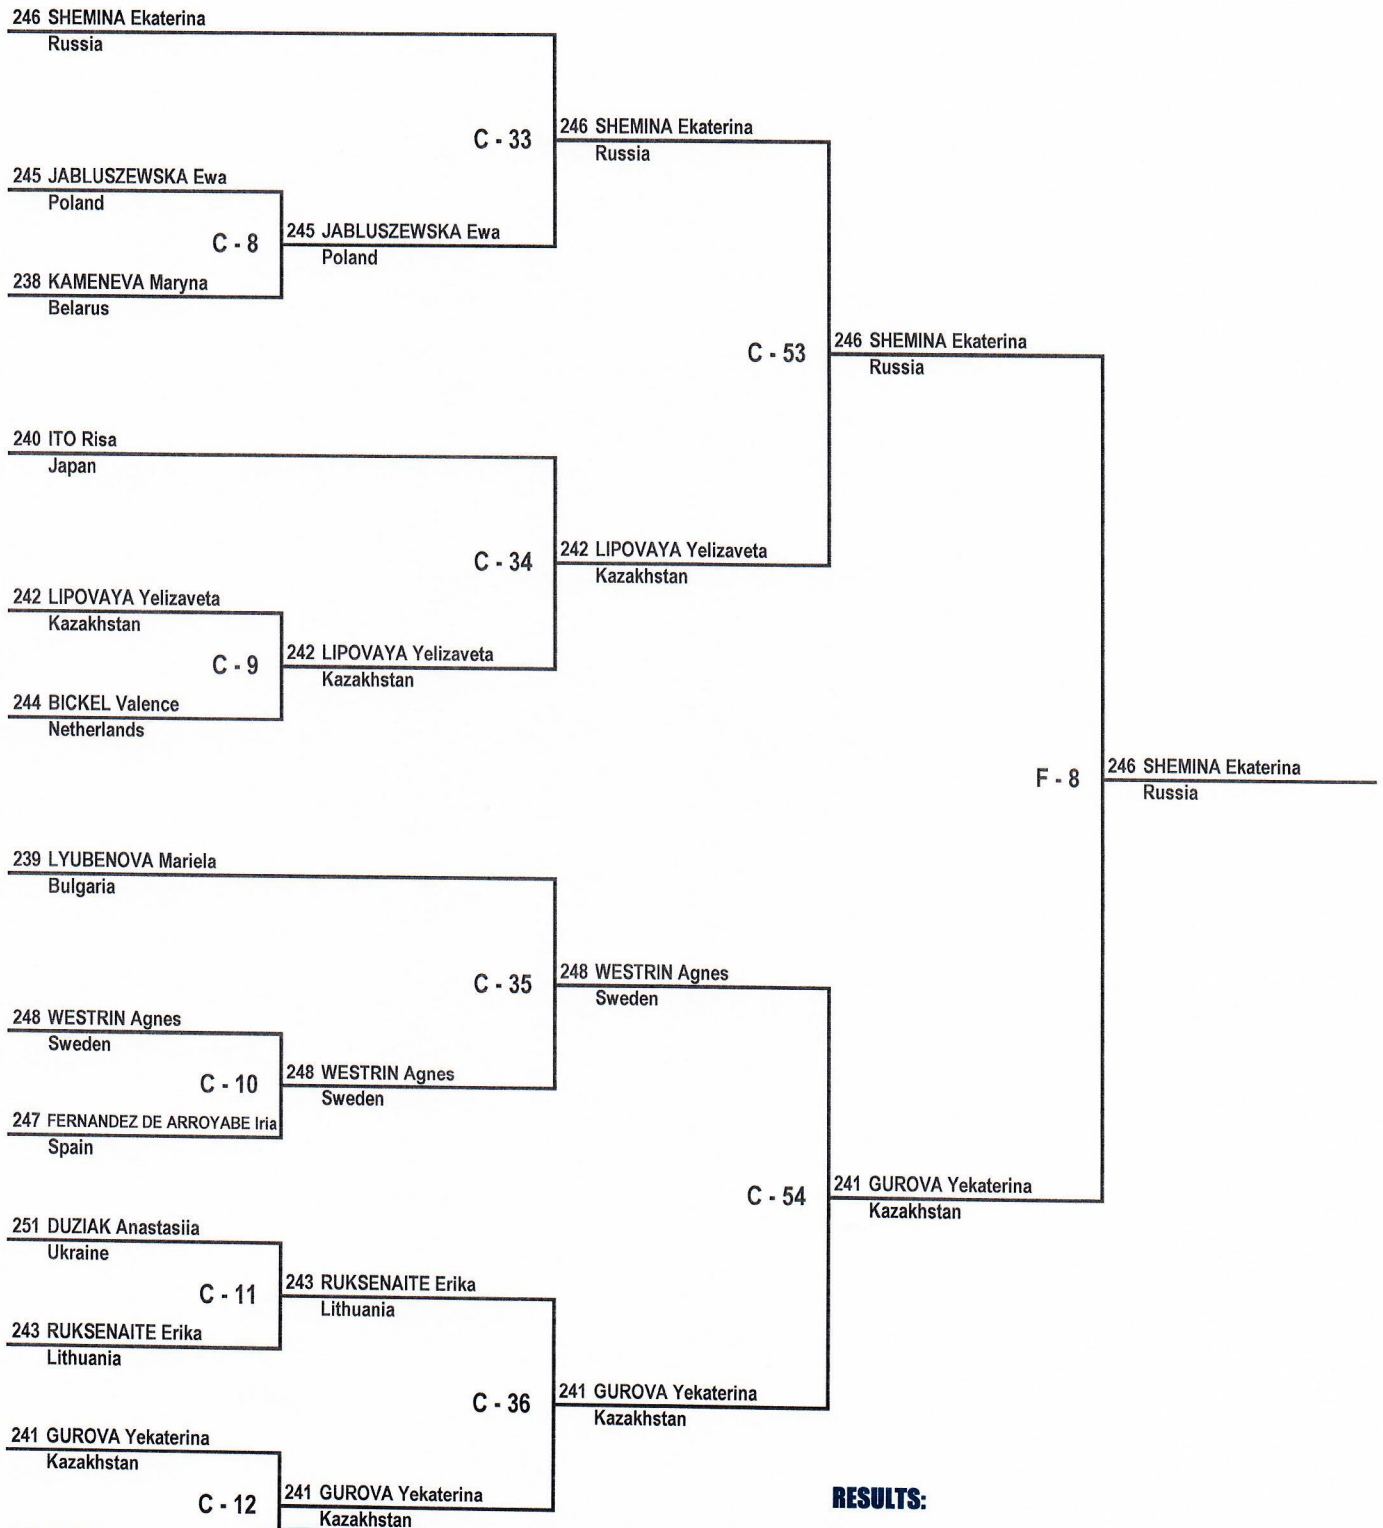 246 SHEMINA Ekaterina
Russia
C - 33
246 SHEMINA Ekaterina
Russia
245 JABLUSZEWSKA Ewa
Poland
C - 8
245 JABLUSZEWSKA Ewa
Poland
238 KAMENEVA Maryna
Belarus
C - 53
246 SHEMINA Ekaterina
Russia
240 ITO Risa
Japan
C - 34
242 LIPOVAYA Yelizaveta
Kazakhstan
242 LIPOVAYA Yelizaveta
Kazakhstan
C - 9
242 LIPOVAYA Yelizaveta
Kazakhstan
244 BICKEL Valence
Netherlands
F - 8
246 SHEMINA Ekaterina
Russia
239 LYUBENOVA Mariela
Bulgaria
C - 35
248 WESTRIN Agnes
Sweden
248 WESTRIN Agnes
Sweden
C - 10
248 WESTRIN Agnes
Sweden
247 FERNANDEZ DE ARROYABE Iria
Spain
C - 54
241 GUROVA Yekaterina
Kazakhstan
251 DUZIAK Anastasiia
Ukraine
C - 11
243 RUKSENAITE Erika
Lithuania
243 RUKSENAITE Erika
Lithuania
C - 36
241 GUROVA Yekaterina
Kazakhstan
241 GUROVA Yekaterina
Kazakhstan
C - 12
241 GUROVA Yekaterina
Kazakhstan
RESULTS: